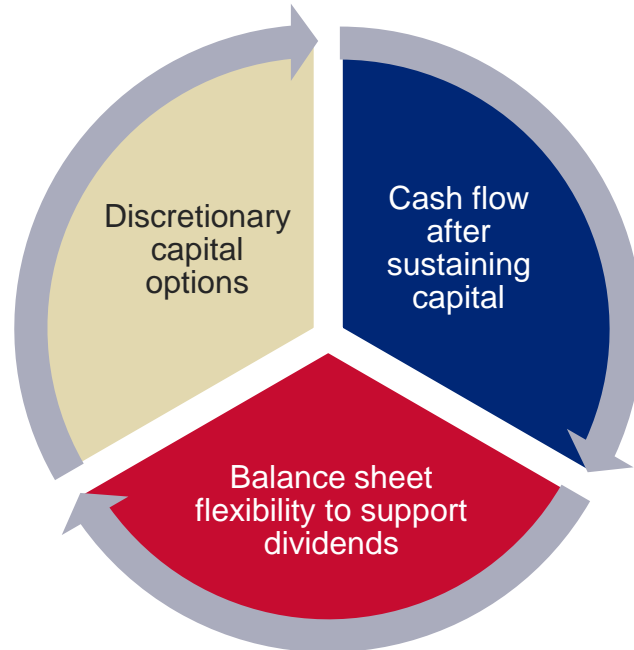 Discretionary
capital
options
Cash flow
after
sustaining
capital
Balance sheet
flexibility to support
dividends